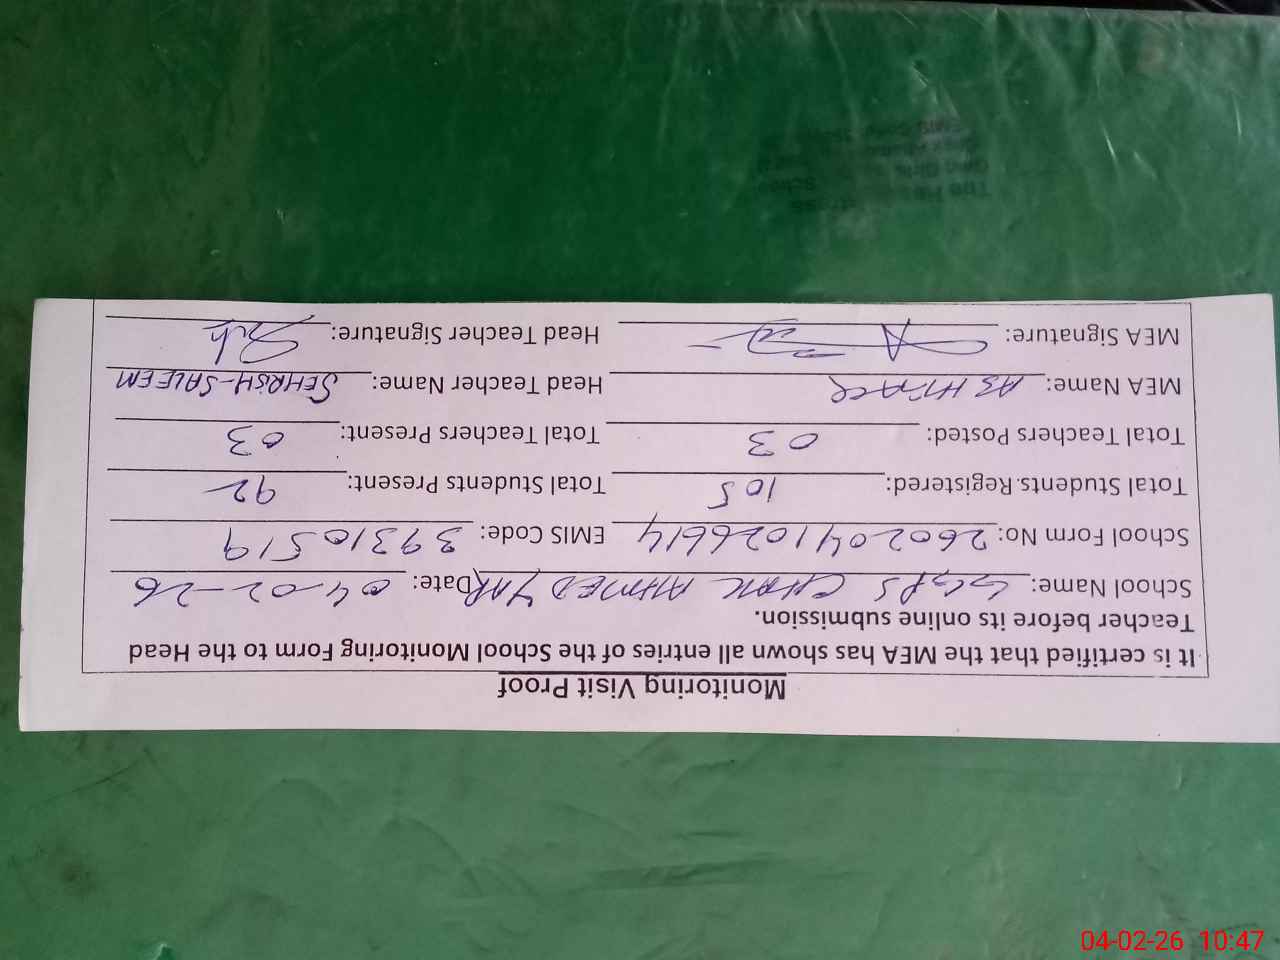 Monitoring Visit Proof
It is certified that the MEA has shown all entries of the School Monitoring Form to the Head
Teacher before its online submission.
School Name: GGPS CHAK AHMED YAR Date: 04-02-26
School Form No: 2602041026614 EMIS Code: 39310519
Total Students Registered: 105 Total Students Present: 92
Total Teachers Posted: 03 Total Teachers Present: 03
MEA Name: Head Teacher Name: SEHRISH-SALEEM
MEA Signature: Head Teacher Signature:
04-02-26 10:47